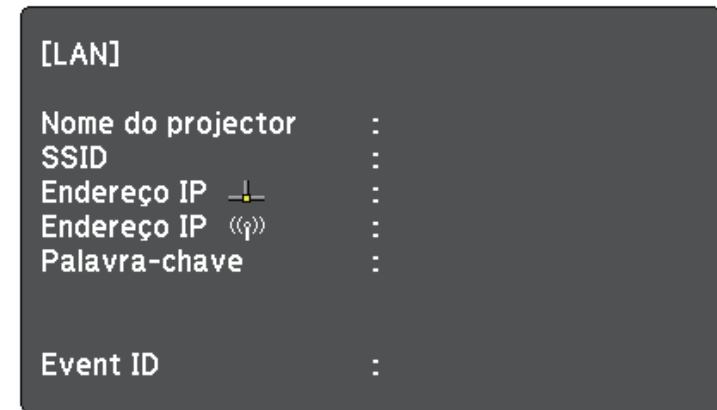 [LAN]
Nome do projector :
SSID :
Endereço IP :
Endereço IP :
Palavra-chave :
Event ID :